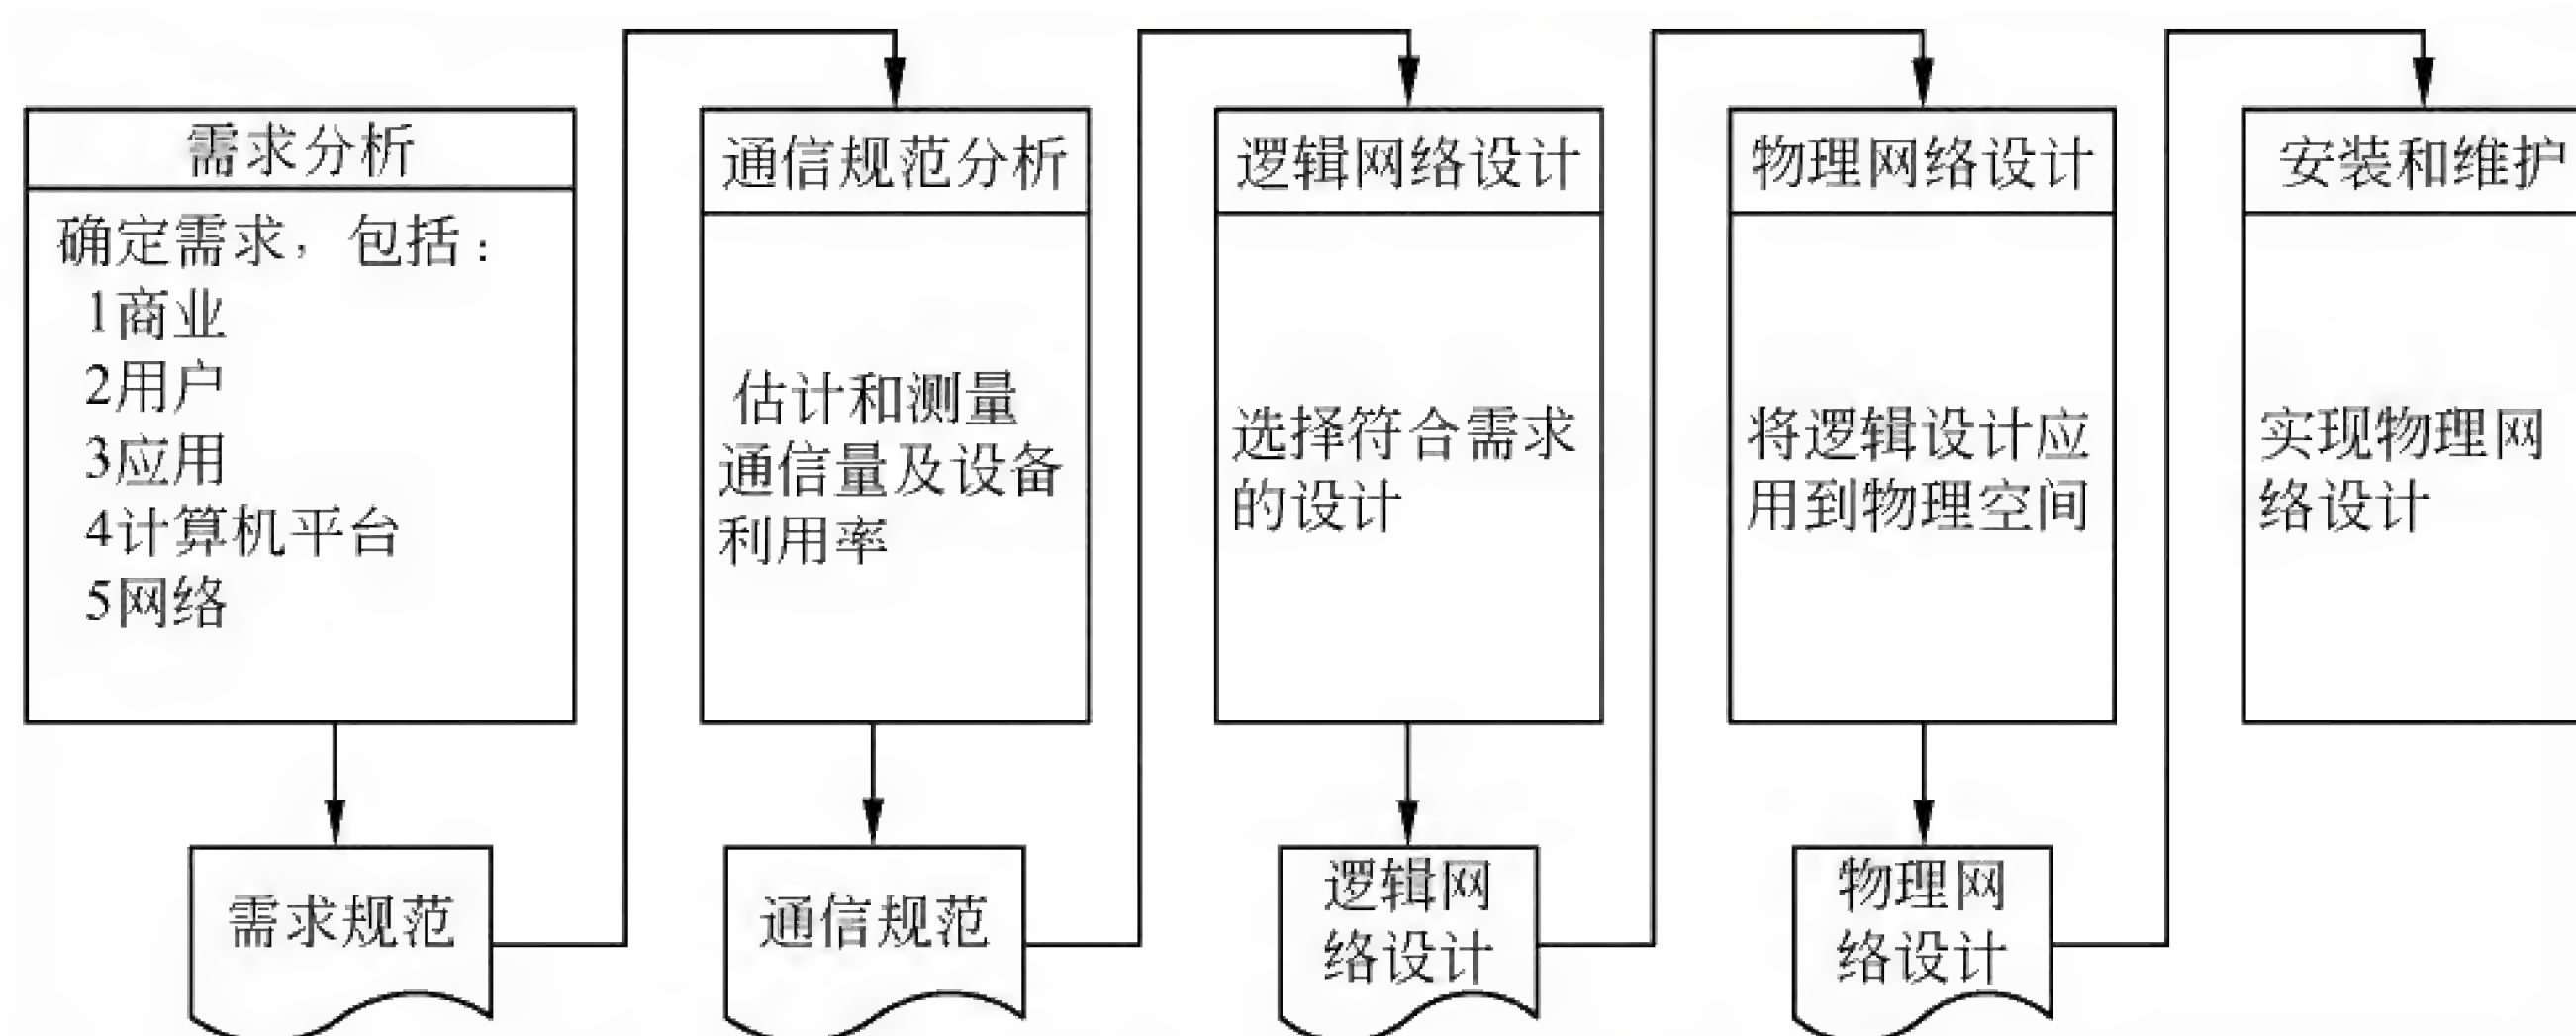 需求分析
确定需求，包括：
1商业
2用户
3应用
4计算机平台
5网络
需求规范
通信规范分析
估计和测量
通信量及设备
利用率
通信规范
逻辑网络设计
选择符合需求
的设计
逻辑网
络设计
物理网络设计
将逻辑设计应
用到物理空间
物理网
络设计
安装和维护
实现物理网
络设计